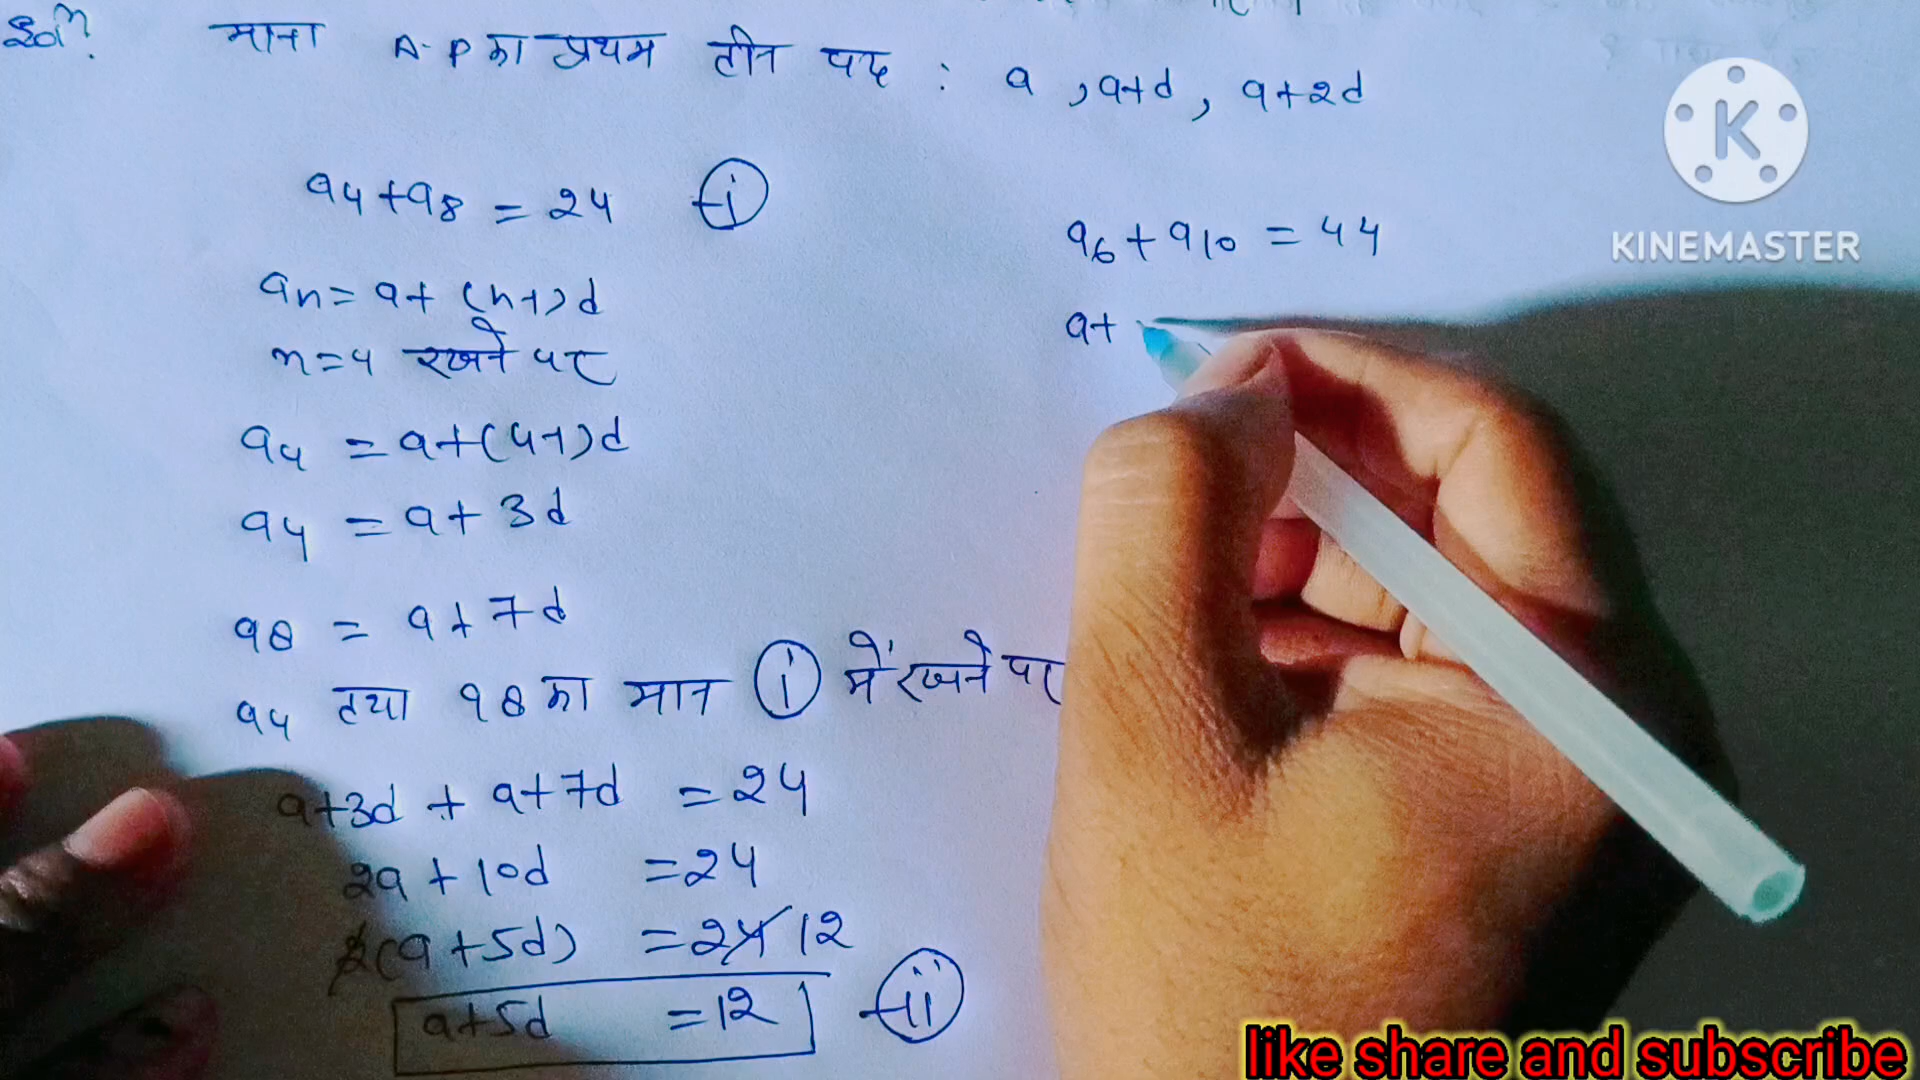 हल? माना A.P का प्रथम तीन पद : a , a+d , a+2d
a4+a8 = 24 -(i)
an = a+ (n-1)d
n=4 रखने पर
a4 = a+(4-1)d
a4 = a+ 3d
a8 = a+7d
a4 तथा a8 का मान (i) में रखने पर
a+3d + a+7d = 24
2a + 10d = 24
2(a+5d) = 24 12
a+5d = 12 -(ii)
a6 + a10 = 44
a+
K
KINEMASTER
like share and subscribe